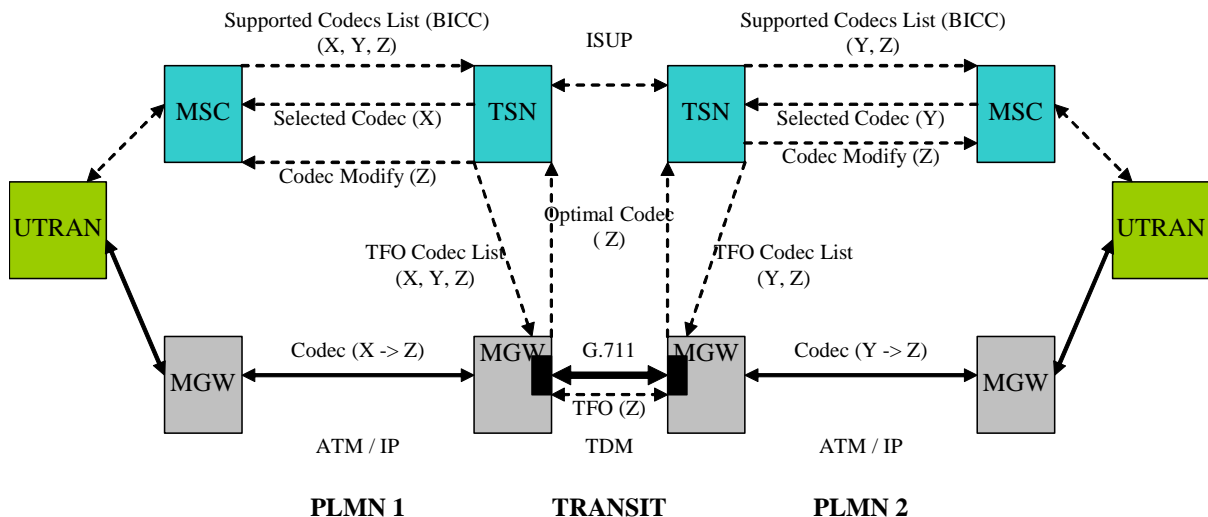 Supported Codecs List (BICC)
(X, Y, Z)
ISUP
Supported Codecs List (BICC)
(Y, Z)
MSC
TSN
TSN
MSC
Selected Codec (X)
Selected Codec (Y)
Codec Modify (Z)
Codec Modify (Z)
UTRAN
UTRAN
Optimal Codec
( Z)
TFO Codec List
(X, Y, Z)
TFO Codec List
(Y, Z)
MGW
Codec (X -> Z)
MGW
G.711
MGW
Codec (Y -> Z)
MGW
TFO (Z)
ATM / IP
TDM
ATM / IP
PLMN 1
TRANSIT
PLMN 2